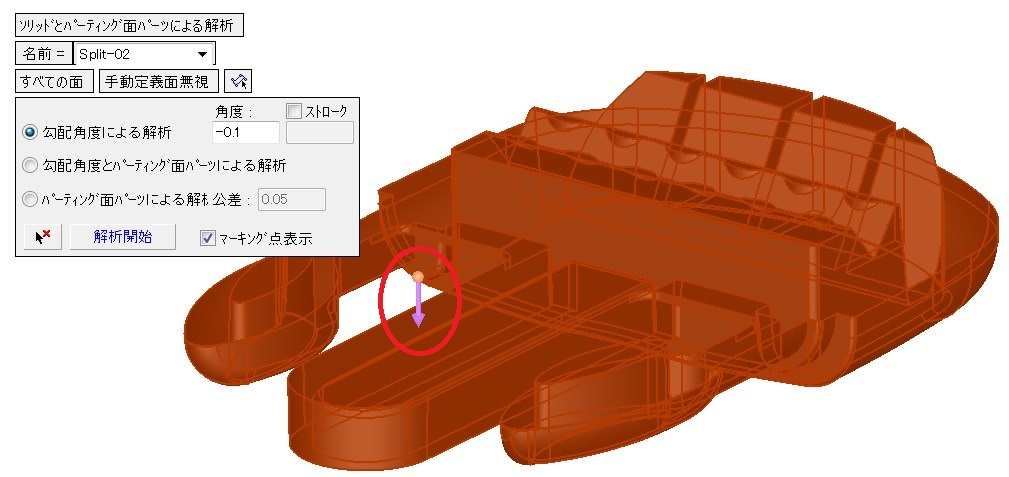 ｿﾘｯﾄﾞとﾊﾟｰﾃｨﾝｸﾞ面ﾊﾟｰﾂによる解析
名前 = Split-02
すべての面 手動定義面無視
角度 : ｽﾄﾛｰｸ
勾配角度による解析 -0.1
勾配角度とﾊﾟｰﾃｨﾝｸﾞ面ﾊﾟｰﾂによる解析
ﾊﾟｰﾃｨﾝｸﾞ面ﾊﾟｰﾂによる解 公差 : 0.05
解析開始 ﾏｰｷﾝｸﾞ点表示